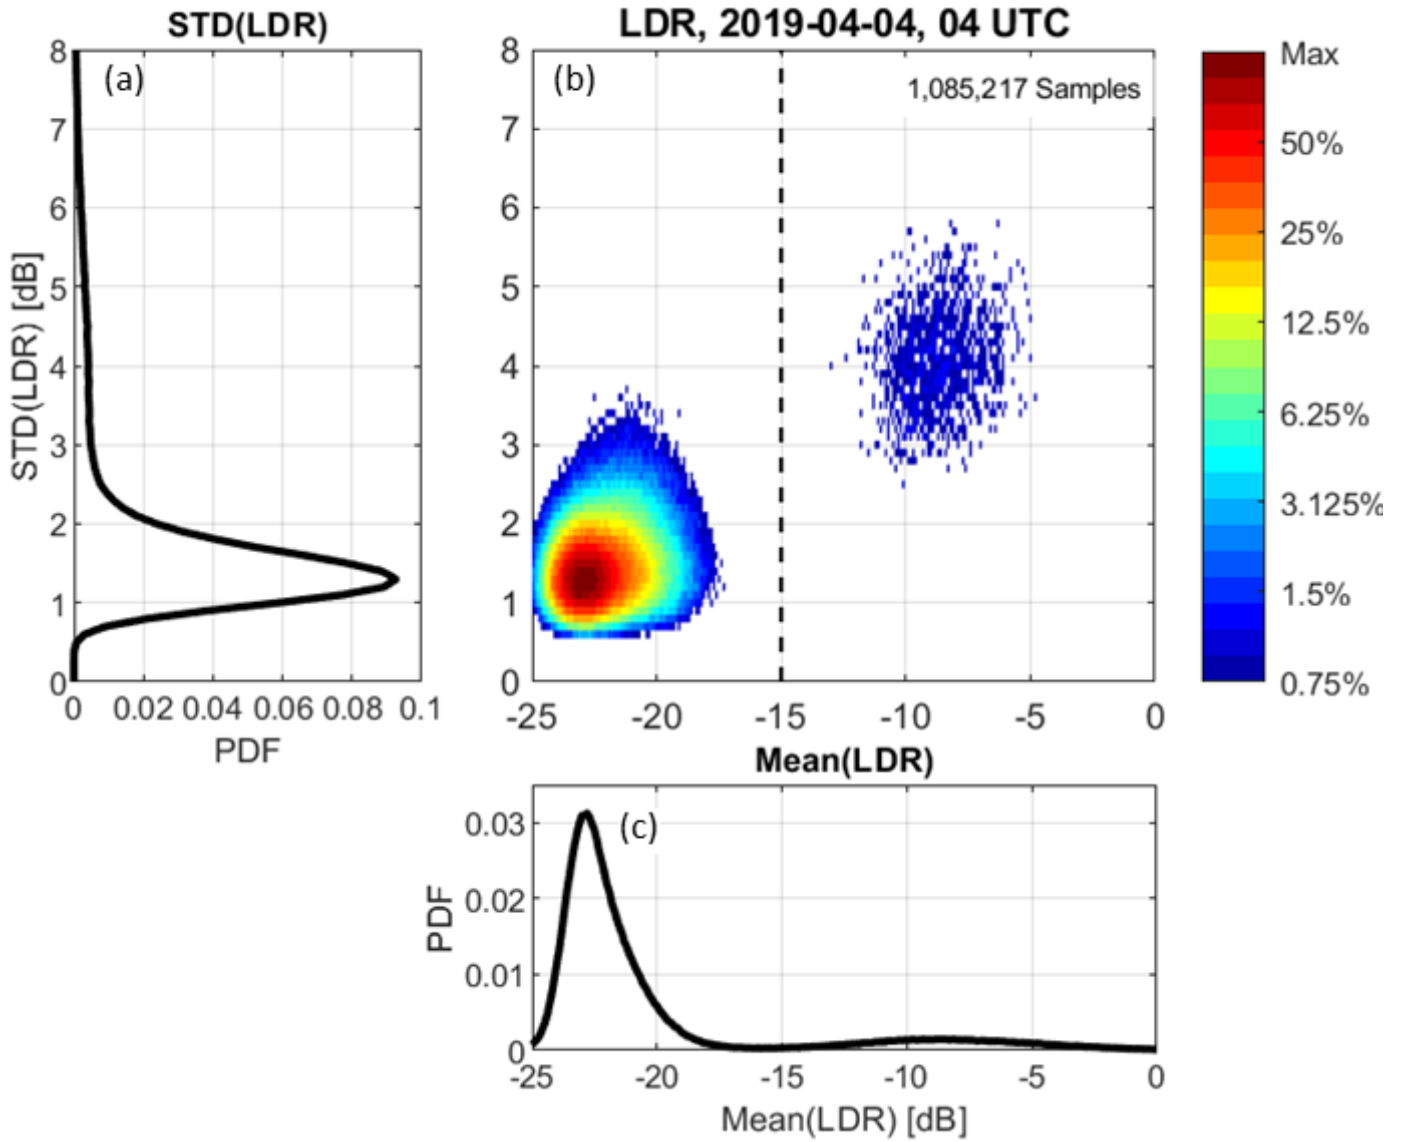 STD(LDR)
(a)
8
7
6
5
4
3
2
1
0
STD(LDR) [dB]
0 0.02 0.04 0.06 0.08 0.1
PDF
LDR, 2019-04-04, 04 UTC
(b)
1,085,217 Samples
8
7
6
5
4
3
2
1
0
-25 -20 -15 -10 -5 0
Mean(LDR)
Max
50%
25%
12.5%
6.25%
3.125%
1.5%
0.75%
(c)
0.03
0.02
0.01
0
PDF
-25 -20 -15 -10 -5 0
Mean(LDR) [dB]